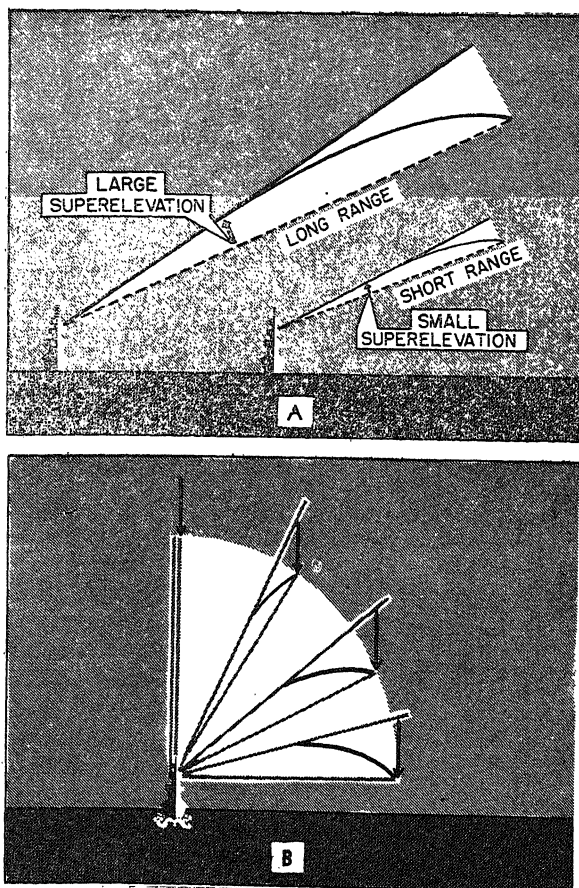 LARGE
SUPERELEVATION
LONG RANGE
SHORT RANGE
SMALL
SUPERELEVATION
A
B